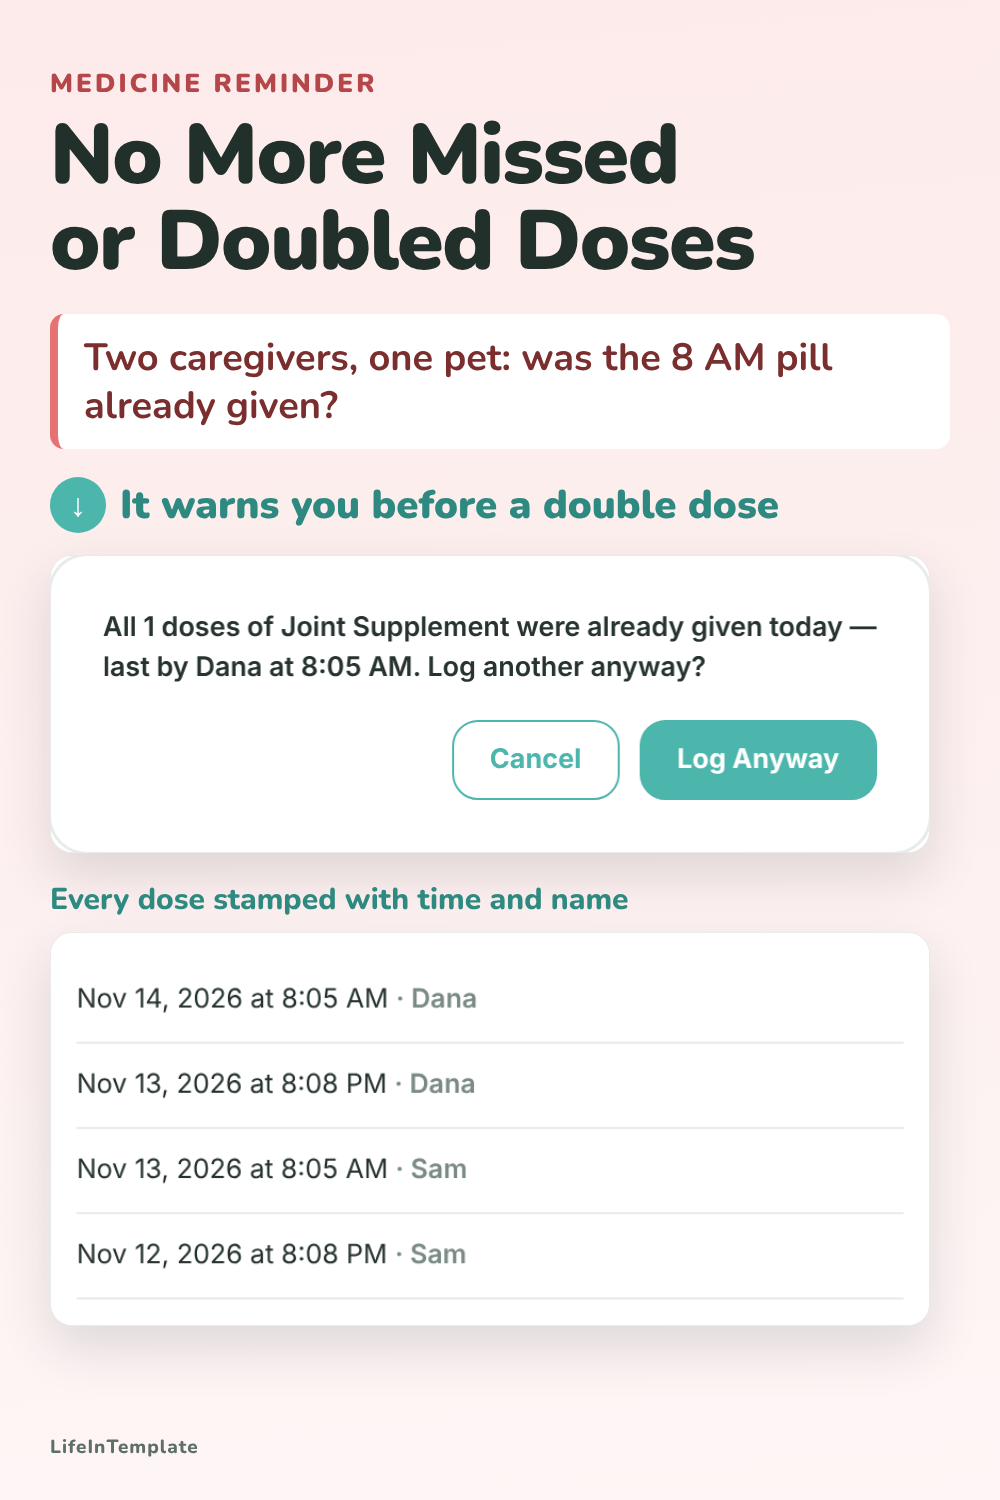 MEDICINE REMINDER
No More Missed
or Doubled Doses
Two caregivers, one pet: was the 8 AM pill
already given?
↓ It warns you before a double dose
All 1 doses of Joint Supplement were already given today —
last by Dana at 8:05 AM. Log another anyway?
Cancel Log Anyway
Every dose stamped with time and name
Nov 14, 2026 at 8:05 AM · Dana
Nov 13, 2026 at 8:08 PM · Dana
Nov 13, 2026 at 8:05 AM · Sam
Nov 12, 2026 at 8:08 PM · Sam
LifeInTemplate